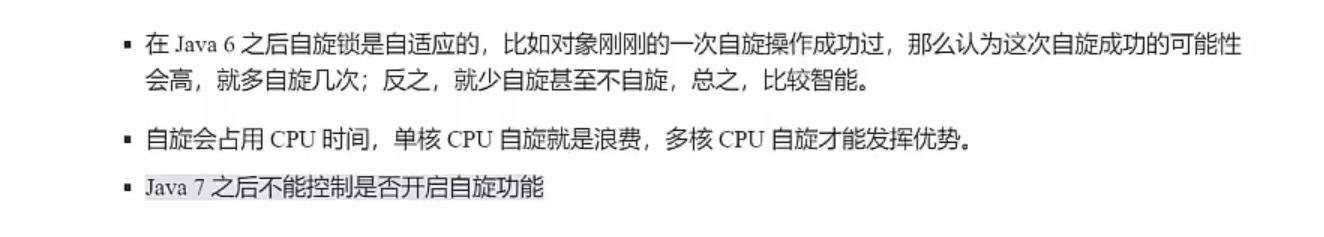 ▪ 在 Java 6 之后自旋锁是自适应的，比如对象刚刚的一次自旋操作成功过，那么认为这次自旋成功的可能性
会高，就多自旋几次；反之，就少自旋甚至不自旋，总之，比较智能。
▪ 自旋会占用 CPU 时间，单核 CPU 自旋就是浪费，多核 CPU 自旋才能发挥优势。
▪ Java 7 之后不能控制是否开启自旋功能